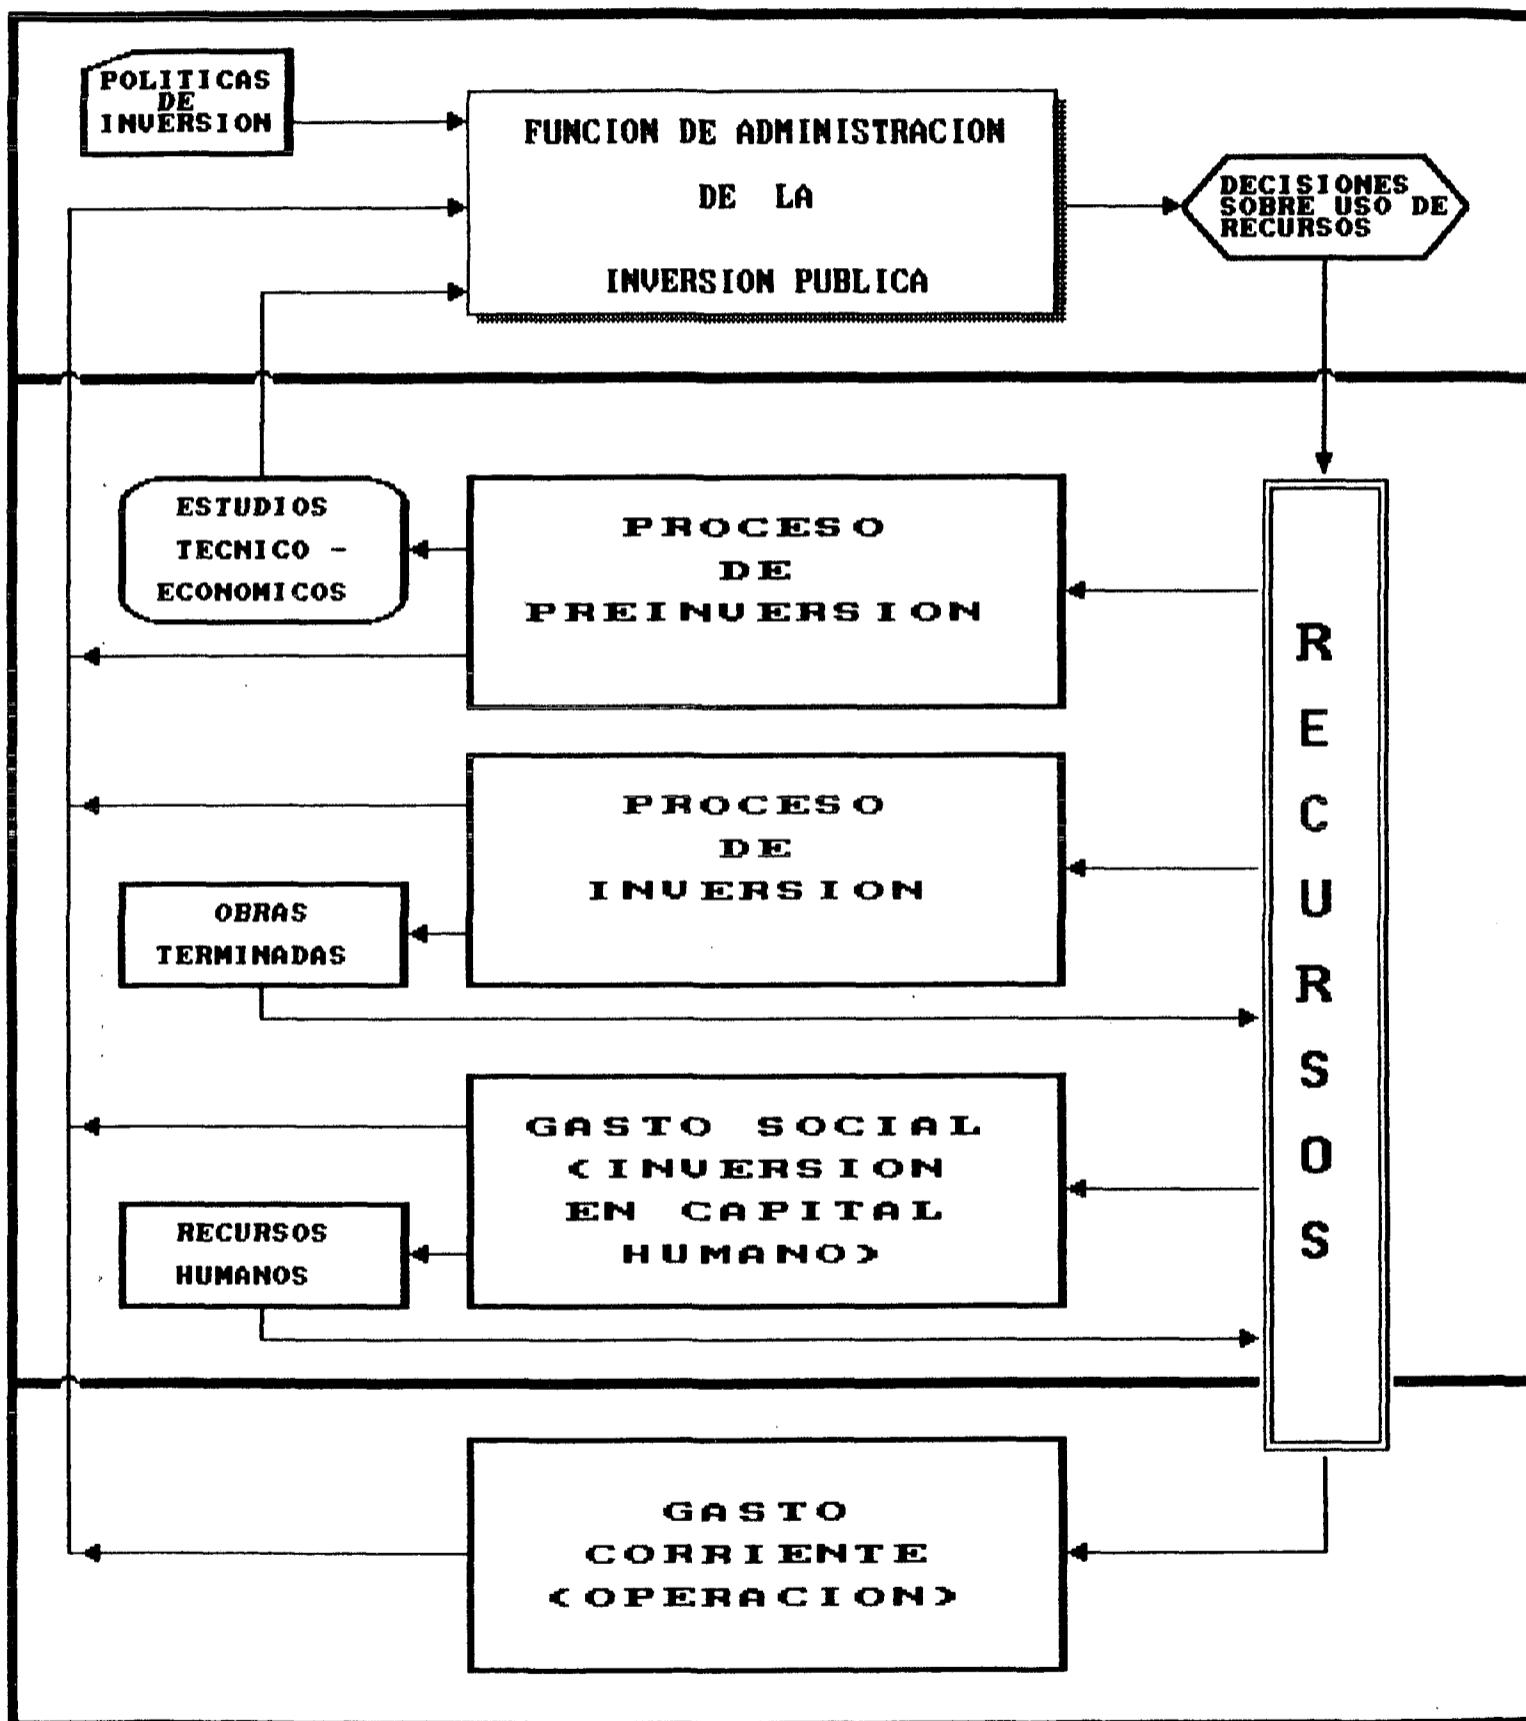 POLITICAS
DE
INVERSION
FUNCION DE ADMINISTRACION
DE LA
INVERSION PUBLICA
DECISIONES
SOBRE USO DE
RECURSOS
ESTUDIOS
TECNICO -
ECONOMICOS
PROCESO
DE
PREINVERSION
PROCESO
DE
INVERSION
OBRAS
TERMINADAS
GASTO SOCIAL
(INVERSION
EN CAPITAL
HUMANO)
RECURSOS
HUMANOS
RECURSOS
GASTO
CORRIENTE
(OPERACION)